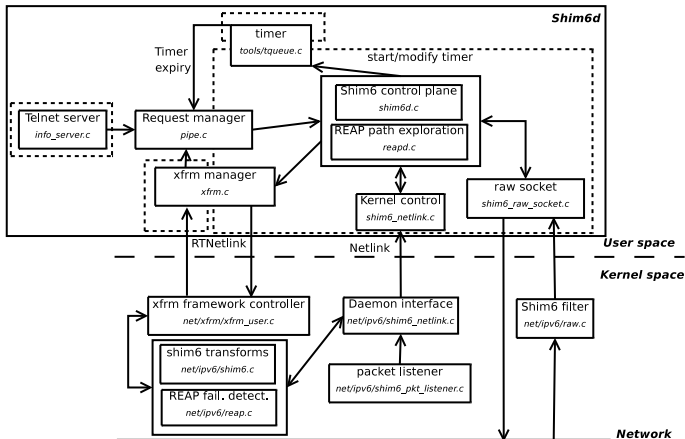 Shim6d
timer
tools/tqueue.c
Timer
expiry
start/modify timer
Telnet server
info_server.c
Request manager
pipe.c
Shim6 control plane
shim6d.c
REAP path exploration
reapd.c
xfrm manager
xfrm.c
Kernel control
shim6_netlink.c
raw socket
shim6_raw_socket.c
RTNetlink
Netlink
User space
Kernel space
xfrm framework controller
net/xfrm/xfrm_user.c
Daemon interface
net/ipv6/shim6_netlink.c
Shim6 filter
net/ipv6/raw.c
shim6 transforms
net/ipv6/shim6.c
REAP fail. detect.
net/ipv6/reap.c
packet listener
net/ipv6/shim6_pkt_listener.c
Network